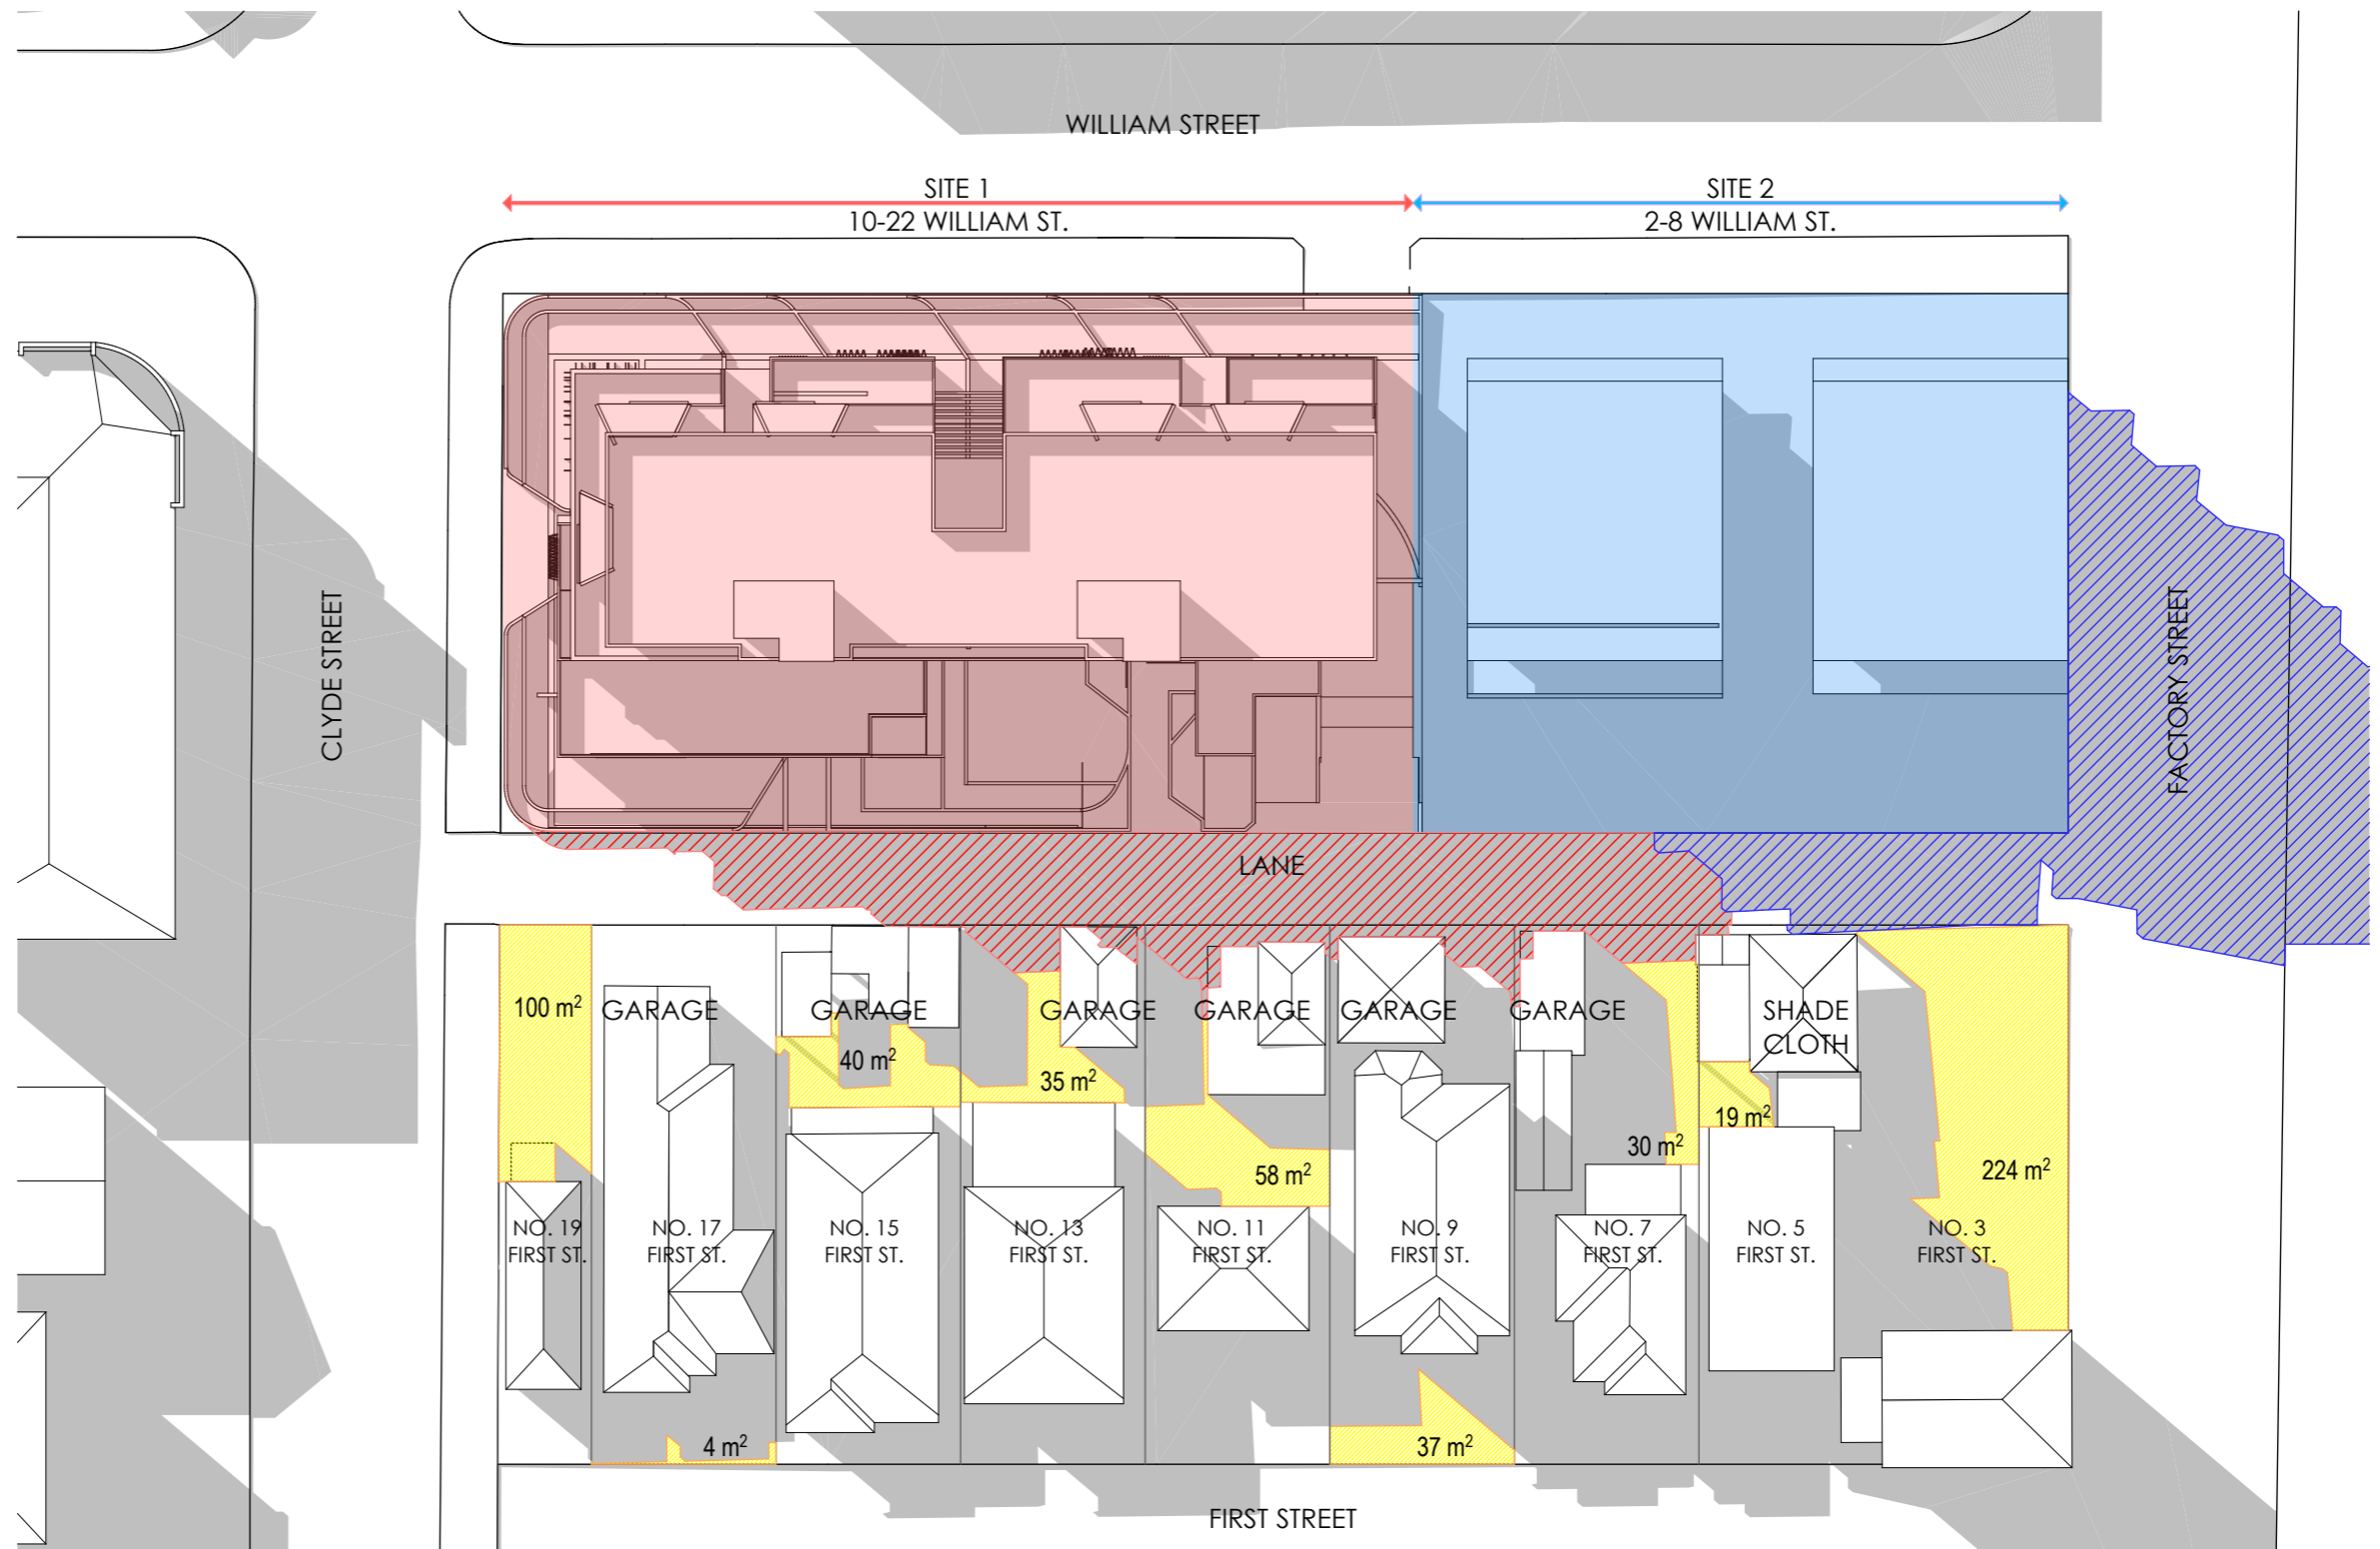 WILLIAM STREET
SITE 1
10-22 WILLIAM ST.
SITE 2
2-8 WILLIAM ST.
CLYDE STREET
FACTORY STREET
LANE
100 m²
GARAGE
GARAGE
GARAGE
GARAGE
GARAGE
GARAGE
SHADE
CLOTH
40 m²
35 m²
58 m²
30 m²
19 m²
224 m²
NO. 19
FIRST ST.
NO. 17
FIRST ST.
NO. 15
FIRST ST.
NO. 13
FIRST ST.
NO. 11
FIRST ST.
NO. 9
FIRST ST.
NO. 7
FIRST ST.
NO. 5
FIRST ST.
NO. 3
FIRST ST.
4 m²
37 m²
FIRST STREET